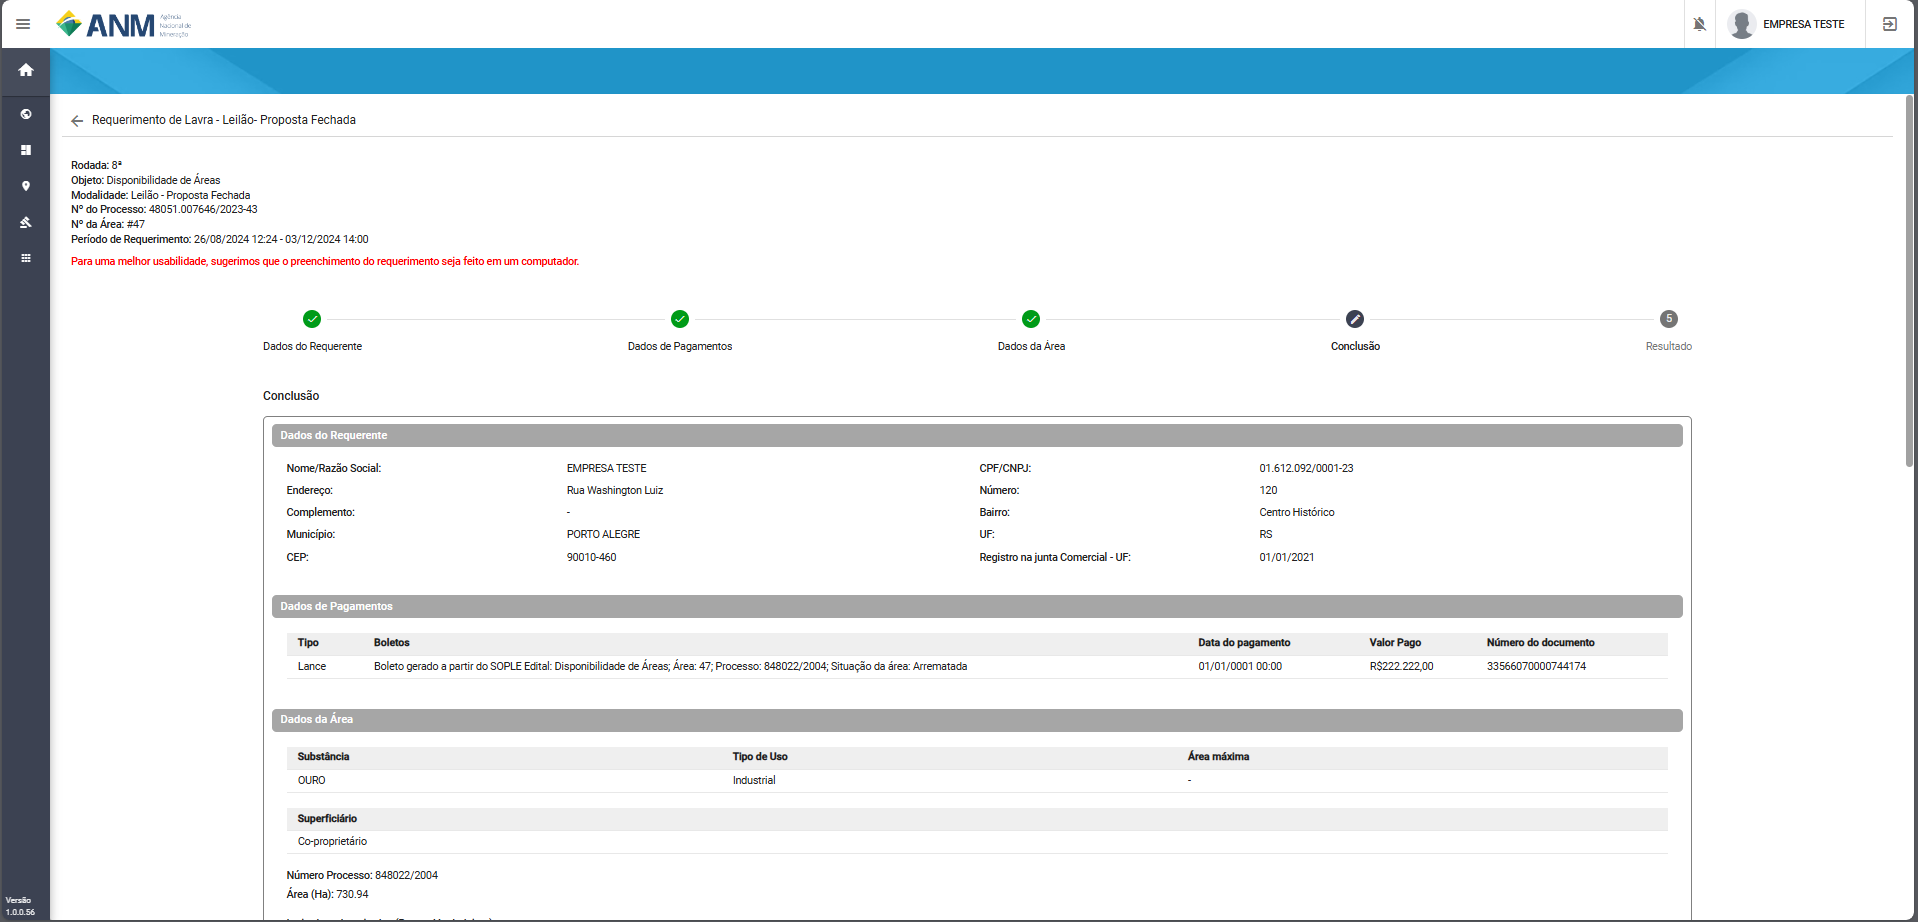 ANM
Agência
Nacional de
Mineração
EMPRESA TESTE
Requerimento de Lavra - Leilão- Proposta Fechada
Rodada: 8ª
Objeto: Disponibilidade de Áreas
Modalidade: Leilão - Proposta Fechada
Nº do Processo: 48051.007646/2023-43
Nº da Área: #47
Período de Requerimento: 26/08/2024 12:24 - 03/12/2024 14:00
Para uma melhor usabilidade, sugerimos que o preenchimento do requerimento seja feito em um computador.
5
Dados do Requerente Dados de Pagamentos Dados da Área Conclusão Resultado
Conclusão
Dados do Requerente
Nome/Razão Social: EMPRESA TESTE CPF/CNPJ: 01.612.092/0001-23
Endereço: Rua Washington Luiz Número: 120
Complemento: - Bairro: Centro Histórico
Município: PORTO ALEGRE UF: RS
CEP: 90010-460 Registro na junta Comercial - UF: 01/01/2021
Dados de Pagamentos
Tipo Boletos Data do pagamento Valor Pago Número do documento
Lance Boleto gerado a partir do SOPLE Edital: Disponibilidade de Áreas; Área: 47; Processo: 848022/2004; Situação da área: Arrematada 01/01/0001 00:00 R$222.222,00 33566070000744174
Dados da Área
Substância Tipo de Uso Área máxima
OURO Industrial -
Superficiário
Co-proprietário
Número Processo: 848022/2004
Área (Ha): 730.94
Versão
1.0.0.56